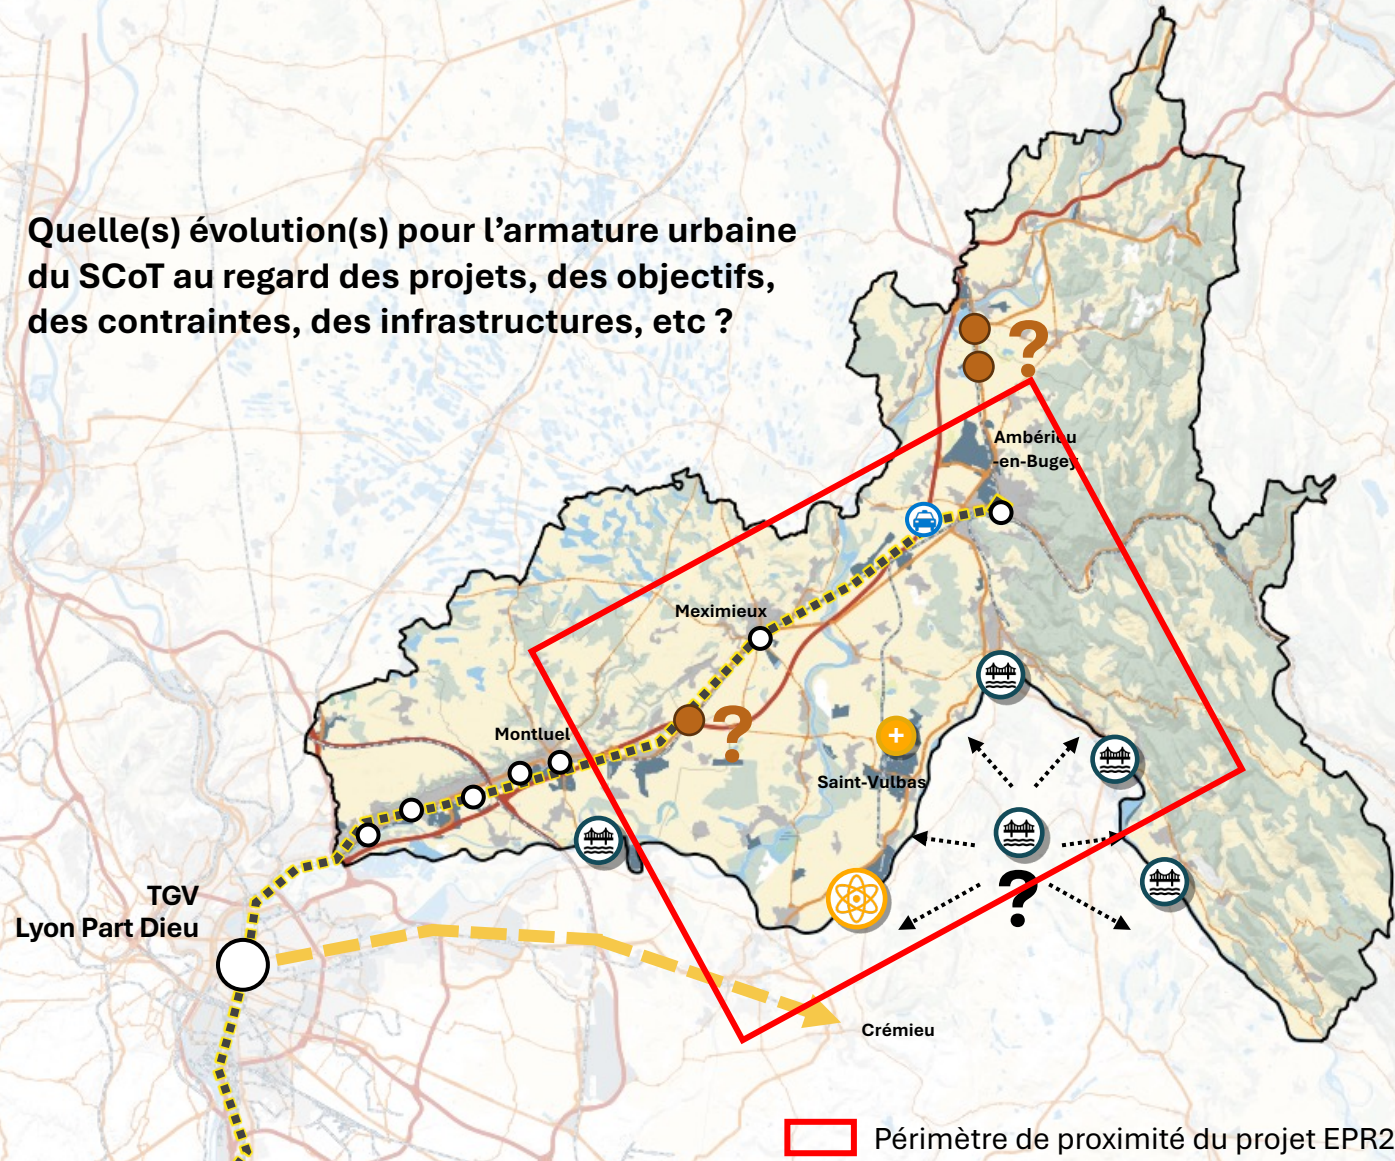 Quelle(s) évolution(s) pour l'armature urbaine
du SCoT au regard des projets, des objectifs,
des contraintes, des infrastructures, etc ?
?
Ambérieu
-en-Bugey
Meximieux
?
Montluel
+
Saint-Vulbas
TGV
Lyon Part Dieu
?
Crémieu
Périmètre de proximité du projet EPR2